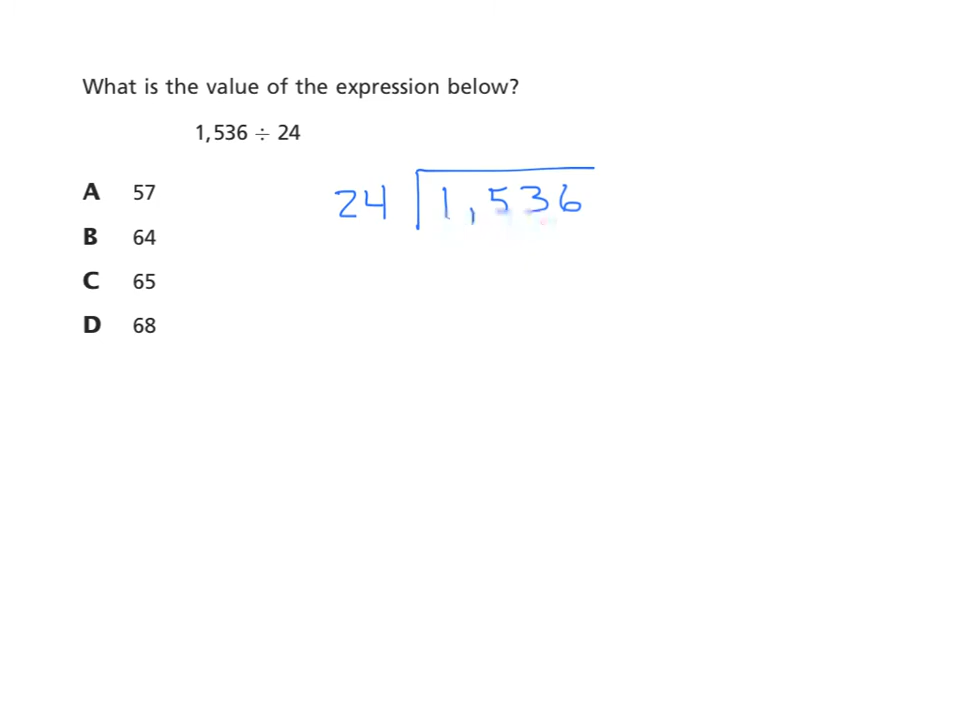 What is the value of the expression below?
1,536 ÷ 24
A 57
B 64
C 65
D 68
24 1,536